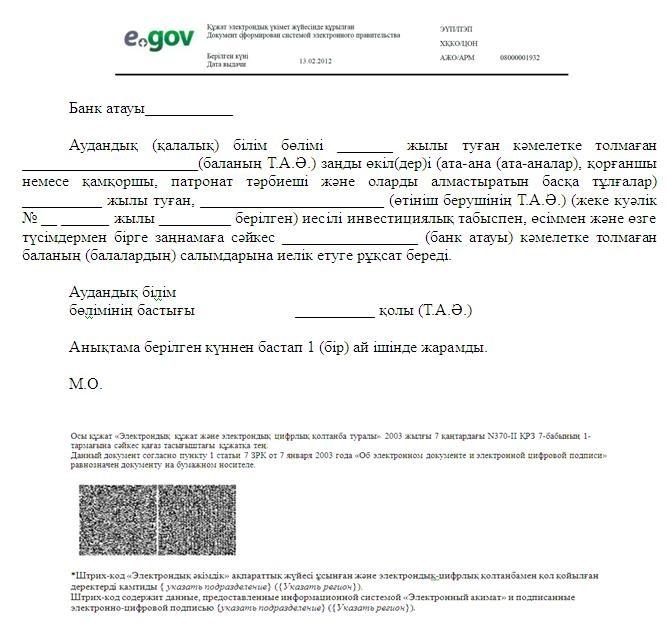 e.gov
Құжат электрондық үкімет жүйесінде құрылған
Документ сформирован системой электронного правительства
Берілген күні
Дата выдачи
13.02.2012
ЭҮП/ПЭП
ХҚКО/ЦОН
АЖО/АРМ 08000001932
Банк атауы___________
Аудандық (қалалық) білім бөлімі _______ жылы туған кәмелетке толмаған
______________________(баланың Т.А.Ә.) заңды өкіл(дер)і (ата-ана (ата-аналар), қорғаншы
немесе қамқоршы, патронат тәрбиеші және оларды алмастыратын басқа тұлғалар)
__________ жылы туған, _______________________ (өтініш берушінің Т.А.Ә.) (жеке куәлік
№ __ ______ жылы _________ берілген) иесілі инвестициялық табыспен, өсіммен және өзге
түсімдермен бірге заңнамаға сәйкес _________________ (банк атауы) кәмелетке толмаған
баланың (балалардың) салымдарына иелік етуге рұқсат береді.
Аудандық білім
бөлімінің бастығы __________ қолы (Т.А.Ә.)
Анықтама берілген күннен бастап 1 (бір) ай ішінде жарамды.
М.О.
Осы құжат «Электрондық құжат және электрондық цифрлық қолтаңба туралы» 2003 жылғы 7 қаңтардағы N370-II ҚРЗ 7-бабының 1-
тармағына сәйкес қағаз тасығыштағы құжатқа тең.
Данный документ согласно пункту 1 статьи 7 ЗРК от 7 января 2003 года «Об электронном документе и электронной цифровой подписи»
равнозначен документу на бумажном носителе.
*Штрих-код «Электрондық әкімдік» ақпараттық жүйесі ұсынған және электрондық-цифрлық қолтаңбамен қол қойылған
деректерді қамтиды { указать подразделение} ({Указать регион}).
Штрих-код содержит данные, предоставленные информационной системой «Электронный акимат» и подписанные
электронно-цифровой подписью {указать подразделение} ({Указать регион}).